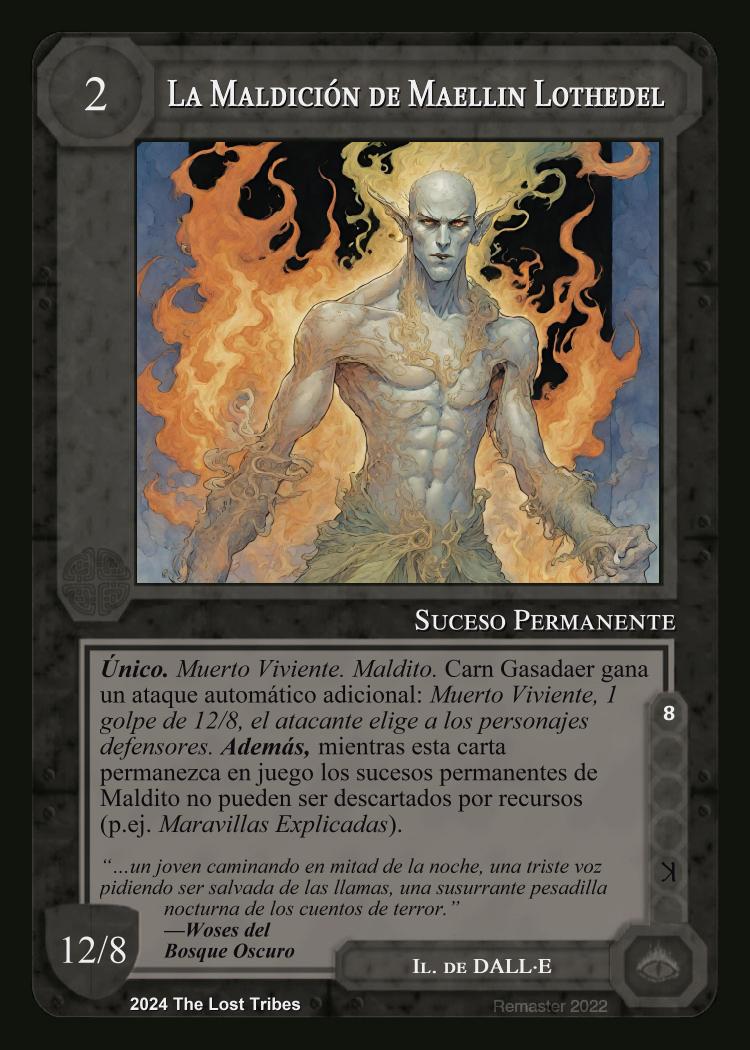 2
La Maldición de Maellin Lothedel
Suceso Permanente
Único. Muerto Viviente. Maldito. Carn Gasadaer gana
un ataque automático adicional: Muerto Viviente, 1
golpe de 12/8, el atacante elige a los personajes
defensores. Además, mientras esta carta
permanezca en juego los sucesos permanentes de
Maldito no pueden ser descartados por recursos
(p.ej. Maravillas Explicadas).
8
“...un joven caminando en mitad de la noche, una triste voz
pidiendo ser salvada de las llamas, una susurrante pesadilla
nocturna de los cuentos de terror.”
—Woses del
Bosque Oscuro
12/8
Il. de DALL·E
2024 The Lost Tribes
Remaster 2022